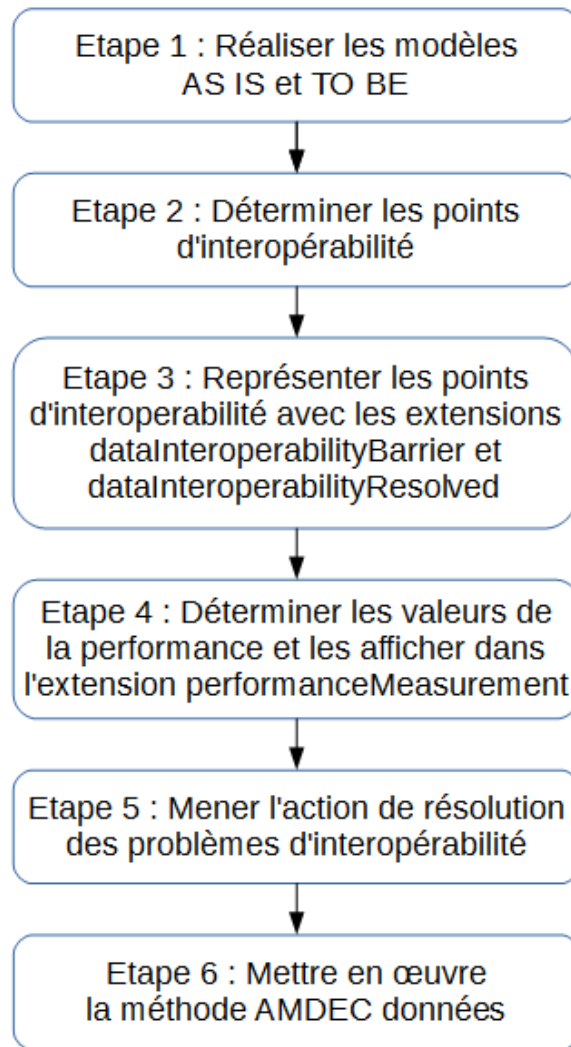 Etape 1 : Réaliser les modèles
AS IS et TO BE
Etape 2 : Déterminer les points
d'interopérabilité
Etape 3 : Représenter les points
d'interoperabilité avec les extensions
dataInteroperabilityBarrier et
dataInteroperabilityResolved
Etape 4 : Déterminer les valeurs de
la performance et les afficher dans
l'extension performanceMeasurement
Etape 5 : Mener l'action de résolution
des problèmes d'interopérabilité
Etape 6 : Mettre en œuvre
la méthode AMDEC données